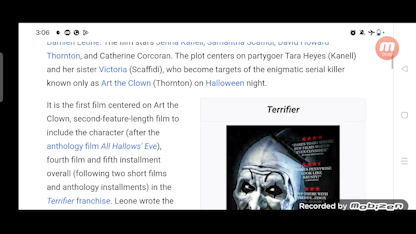 3:06
Damien Leone. The film stars Jenna Kanell, Samantha Scaffidi, David Howard
Thornton, and Catherine Corcoran. The plot centers on partygoer Tara Heyes (Kanell)
and her sister Victoria (Scaffidi), who become targets of the enigmatic serial killer
known only as Art the Clown (Thornton) on Halloween night.
It is the first film centered on Art the
Clown, second-feature-length film to
include the character (after the
anthology film All Hallows' Eve),
fourth film and fifth installment
overall (following two short films
and anthology installments) in the
Terrifier franchise. Leone wrote the
Terrifier
Recorded by MOBIZEN